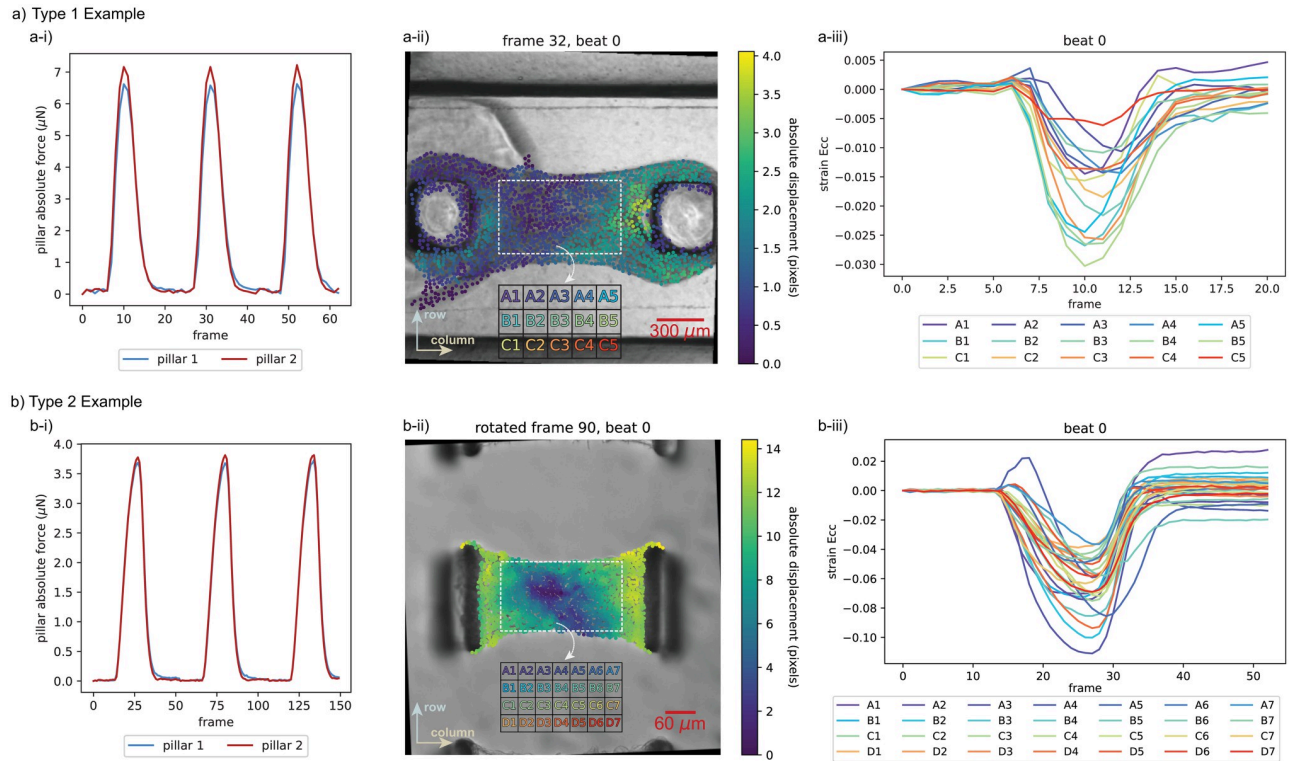 a) Type 1 Example
a-i)
7
6
5
4
3
2
1
0
pillar absolute force (μN)
0 10 20 30 40 50 60
frame
pillar 1 pillar 2
a-ii)
frame 32, beat 0
A1 A2 A3 A4 A5
B1 B2 B3 B4 B5
C1 C2 C3 C4 C5
row
column
300 μm
4.0
3.5
3.0
2.5
2.0
1.5
1.0
0.5
0.0
absolute displacement (pixels)
a-iii)
beat 0
0.005
0.000
−0.005
−0.010
−0.015
−0.020
−0.025
−0.030
strain Ecc
0.0 2.5 5.0 7.5 10.0 12.5 15.0 17.5 20.0
frame
A1 A2 A3 A4 A5
B1 B2 B3 B4 B5
C1 C2 C3 C4 C5
b) Type 2 Example
b-i)
4.0
3.5
3.0
2.5
2.0
1.5
1.0
0.5
0.0
pillar absolute force (μN)
0 25 50 75 100 125 150
frame
pillar 1 pillar 2
b-ii)
rotated frame 90, beat 0
A1 A2 A3 A4 A5 A6 A7
B1 B2 B3 B4 B5 B6 B7
C1 C2 C3 C4 C5 C6 C7
D1 D2 D3 D4 D5 D6 D7
row
column
60 μm
14
12
10
8
6
4
2
0
absolute displacement (pixels)
b-iii)
beat 0
0.00
−0.02
−0.04
−0.06
−0.08
−0.10
strain Ecc
0 10 20 30 40 50
frame
A1 A2 A3 A4 A5 A6 A7
B1 B2 B3 B4 B5 B6 B7
C1 C2 C3 C4 C5 C6 C7
D1 D2 D3 D4 D5 D6 D7